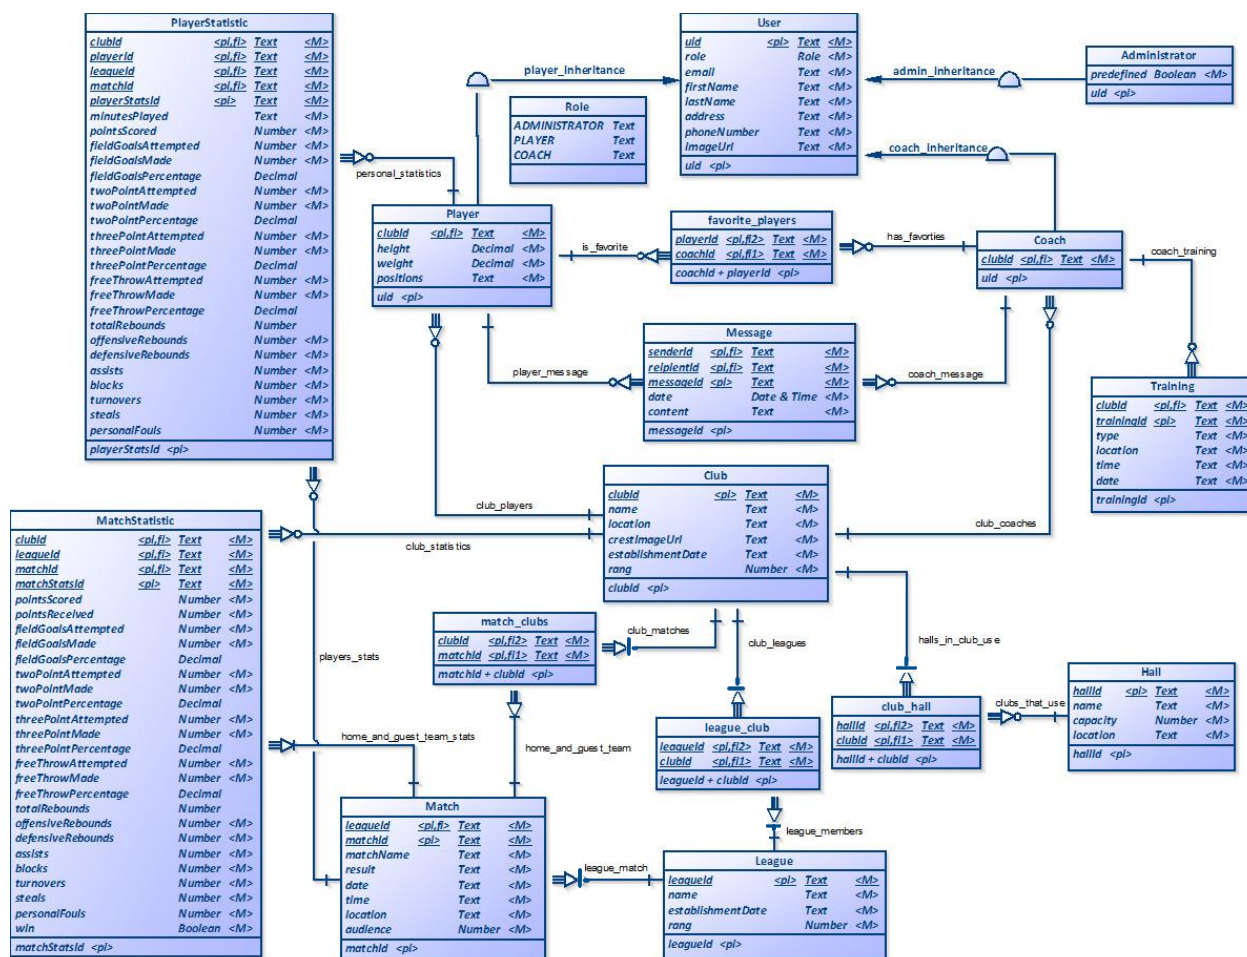 PlayerStatistic
clubId <pi,fi> Text <M>
playerId <pi,fi> Text <M>
leagueId <pi,fi> Text <M>
matchId <pi,fi> Text <M>
playerStatsId <pi> Text <M>
minutesPlayed Text <M>
pointsScored Number <M>
fieldGoalsAttempted Number <M>
fieldGoalsMade Number <M>
fieldGoalsPercentage Decimal
twoPointAttempted Number <M>
twoPointMade Number <M>
twoPointPercentage Decimal
threePointAttempted Number <M>
threePointMade Number <M>
threePointPercentage Decimal
freeThrowAttempted Number <M>
freeThrowMade Number <M>
freeThrowPercentage Decimal
totalRebounds Number
offensiveRebounds Number <M>
defensiveRebounds Number <M>
assists Number <M>
blocks Number <M>
turnovers Number <M>
steals Number <M>
personalFouls Number <M>
playerStatsId <pi>
player_inheritance
User
uid <pi> Text <M>
role Role <M>
email Text <M>
firstName Text <M>
lastName Text <M>
address Text <M>
phoneNumber Text <M>
imageUrl Text <M>
uid <pi>
admin_inheritance
Administrator
predefined Boolean <M>
uid <pi>
Role
ADMINISTRATOR Text
PLAYER Text
COACH Text
coach_inheritance
personal_statistics
Player
clubId <pi,fi> Text <M>
height Decimal <M>
weight Decimal <M>
positions Text <M>
uid <pi>
is_favorite
favorite_players
playerId <pi,fi2> Text <M>
coachId <pi,fi1> Text <M>
coachId + playerId <pi>
has_favorties
Coach
clubId <pi,fi> Text <M>
uid <pi>
coach_training
player_message
Message
senderId <pi,fi> Text <M>
reipientId <pi,fi> Text <M>
messageId <pi> Text <M>
date Date & Time <M>
content Text <M>
messageId <pi>
coach_message
Training
clubId <pi,fi> Text <M>
trainingId <pi> Text <M>
type Text <M>
location Text <M>
time Text <M>
date Text <M>
trainingId <pi>
club_players
Club
clubId <pi> Text <M>
name Text <M>
location Text <M>
crestImageUrl Text <M>
establishmentDate Text <M>
rang Number <M>
clubId <pi>
club_coaches
club_statistics
MatchStatistic
clubId <pi,fi> Text <M>
leagueId <pi,fi> Text <M>
matchId <pi,fi> Text <M>
matchStatsId <pi> Text <M>
pointsScored Number <M>
pointsReceived Number <M>
fieldGoalsAttempted Number <M>
fieldGoalsMade Number <M>
fieldGoalsPercentage Decimal
twoPointAttempted Number <M>
twoPointMade Number <M>
twoPointPercentage Decimal
threePointAttempted Number <M>
threePointMade Number <M>
threePointPercentage Decimal
freeThrowAttempted Number <M>
freeThrowMade Number <M>
freeThrowPercentage Decimal
totalRebounds Number
offensiveRebounds Number <M>
defensiveRebounds Number <M>
assists Number <M>
blocks Number <M>
turnovers Number <M>
steals Number <M>
personalFouls Number <M>
win Boolean <M>
matchStatsId <pi>
players_stats
match_clubs
clubId <pi,fi2> Text <M>
matchId <pi,fi1> Text <M>
matchId + clubId <pi>
club_matches
club_leagues
halls_in_club_use
home_and_guest_team_stats
home_and_guest_team
league_club
leagueId <pi,fi2> Text <M>
clubId <pi,fi1> Text <M>
leagueId + clubId <pi>
club_hall
hallId <pi,fi2> Text <M>
clubId <pi,fi1> Text <M>
hallId + clubId <pi>
clubs_that_use
Hall
hallId <pi> Text <M>
name Text <M>
capacity Number <M>
location Text <M>
hallId <pi>
Match
leagueId <pi,fi> Text <M>
matchId <pi> Text <M>
matchName Text <M>
result Text <M>
date Text <M>
time Text <M>
location Text <M>
audience Number <M>
matchId <pi>
league_match
league_members
League
leagueId <pi> Text <M>
name Text <M>
establishmentDate Text <M>
rang Number <M>
leagueId <pi>